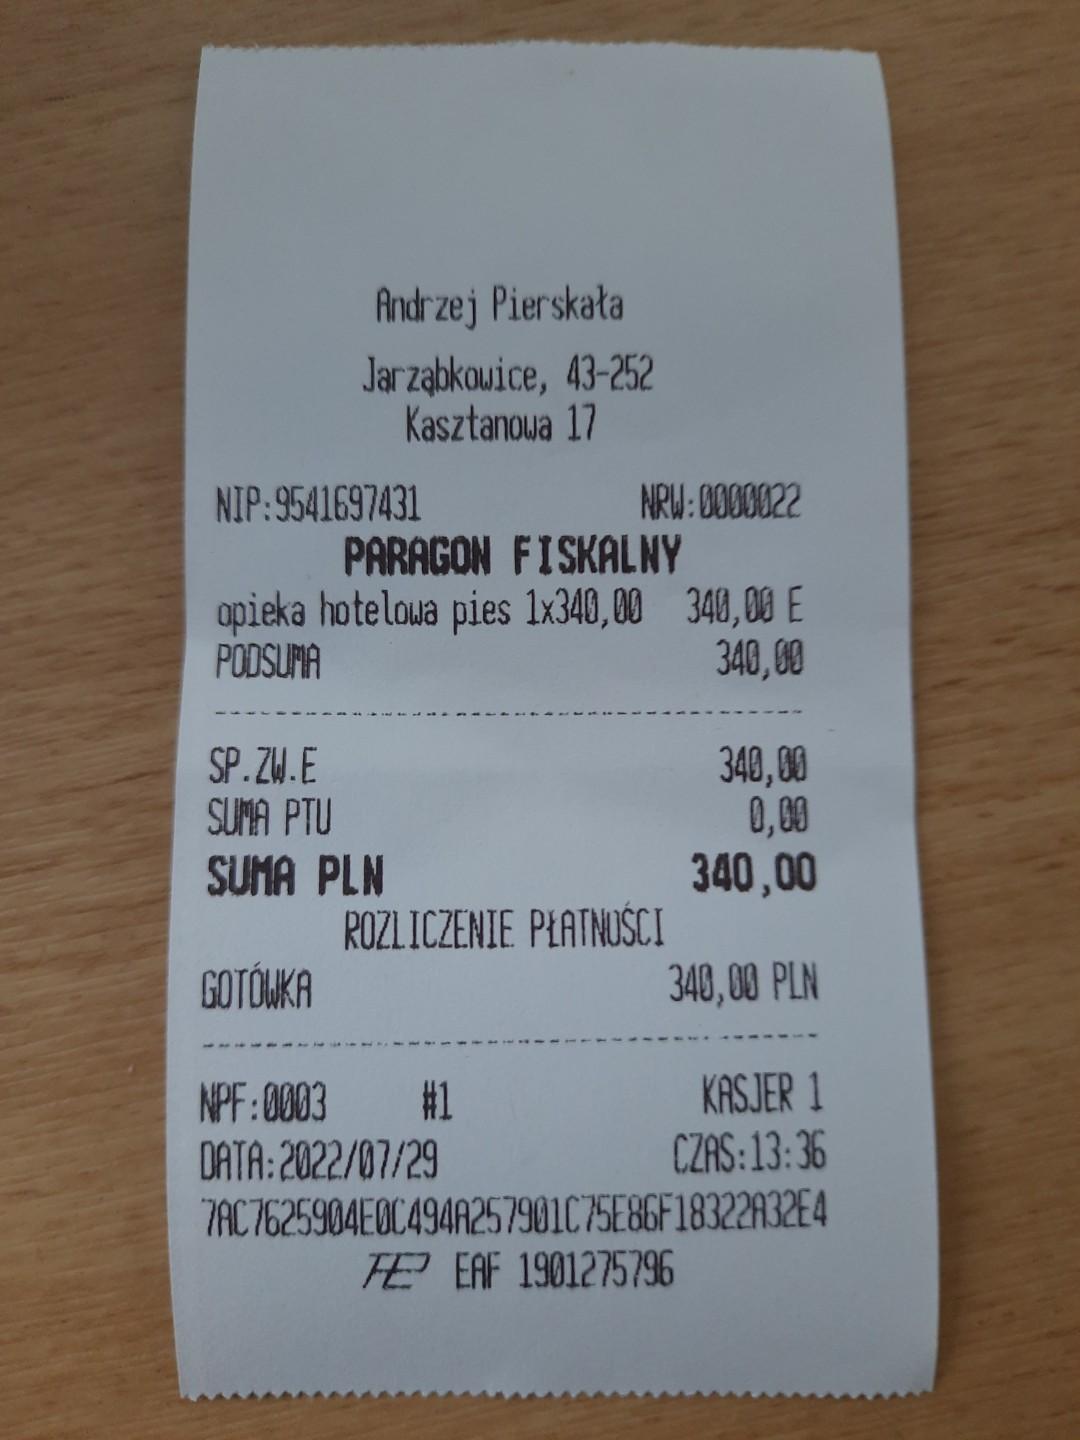 Andrzej Pierskała
Jarząbkowice, 43-252
Kasztanowa 17
NIP:9541697431 NRW:0000022
PARAGON FISKALNY
opieka hotelowa pies 1x340,00 340,00 E
PODSUMA 340,00
SP.ZW.E 340,00
SUMA PTU 0,00
SUMA PLN 340,00
ROZLICZENIE PŁATNOŚCI
GOTÓWKA 340,00 PLN
NPF:0003 #1 KASJER 1
DATA:2022/07/29 CZAS:13:36
7AC7625904E0C494A257901C75E86F18322A32E4
EAF 1901275796